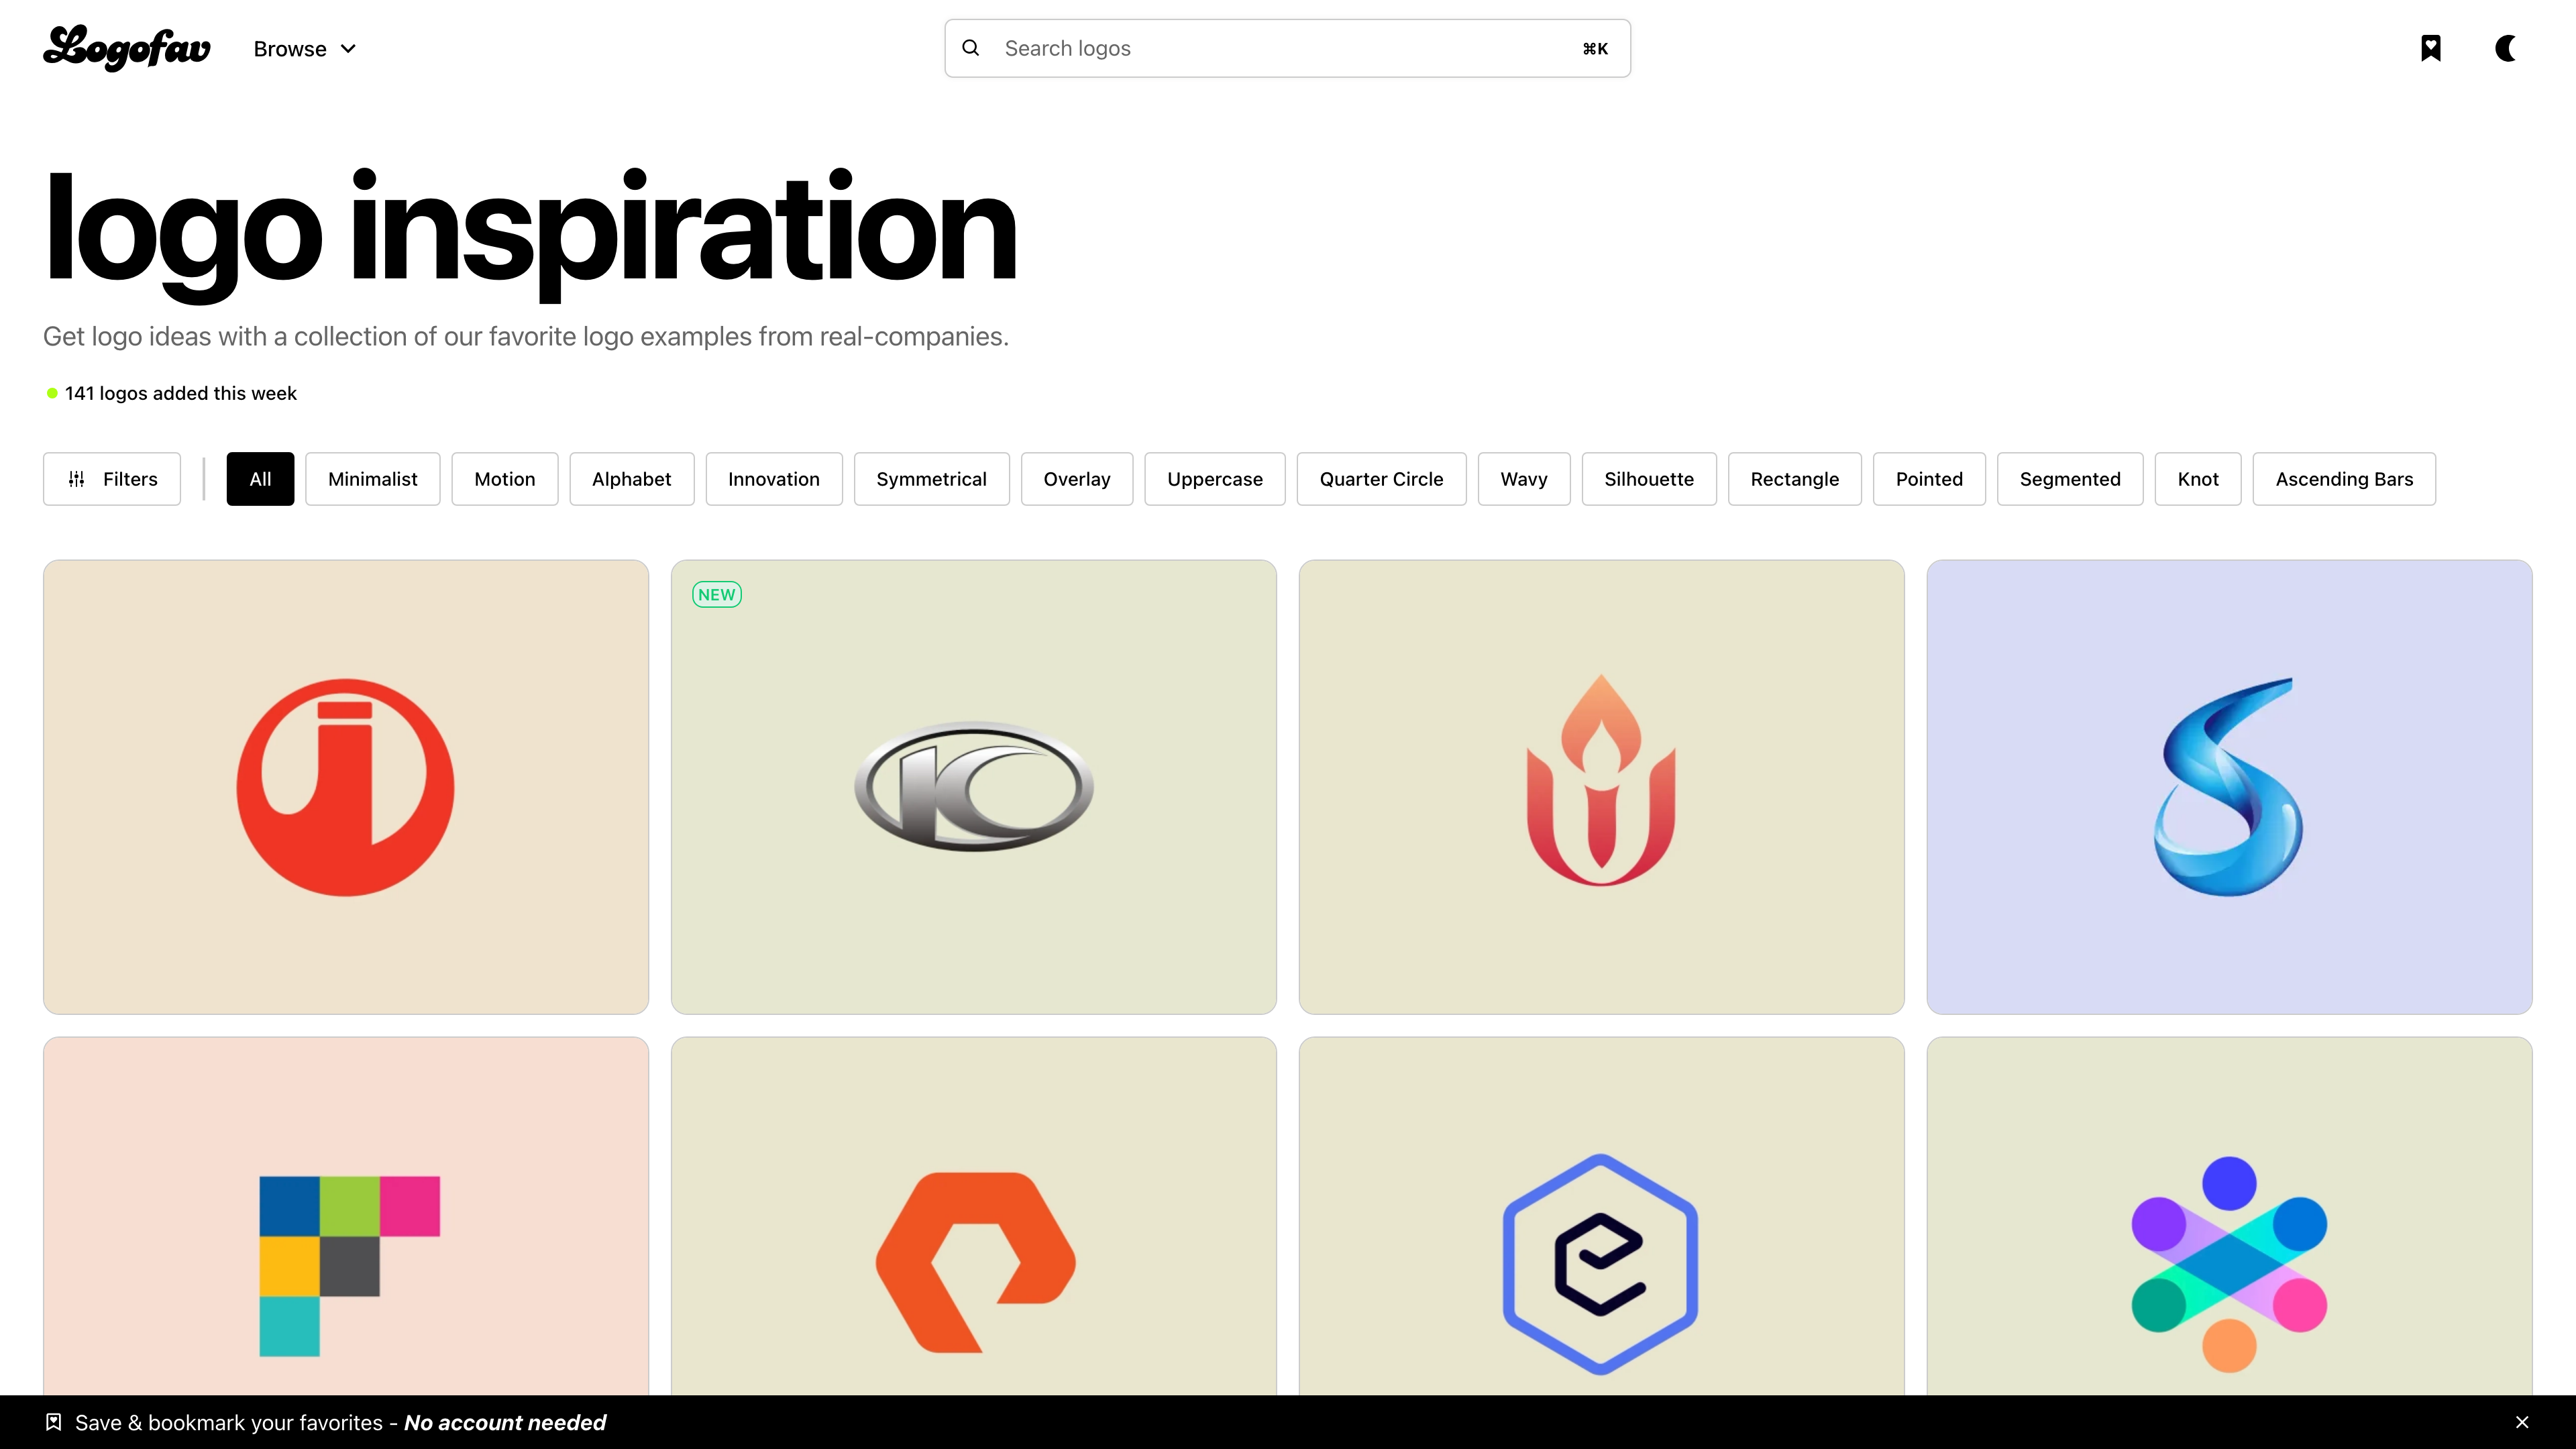 Logofav
Browse
Search logos
⌘K
logo inspiration
Get logo ideas with a collection of our favorite logo examples from real-companies.
141 logos added this week
Filters
All
Minimalist
Motion
Alphabet
Innovation
Symmetrical
Overlay
Uppercase
Quarter Circle
Wavy
Silhouette
Rectangle
Pointed
Segmented
Knot
Ascending Bars
NEW
Save & bookmark your favorites - No account needed